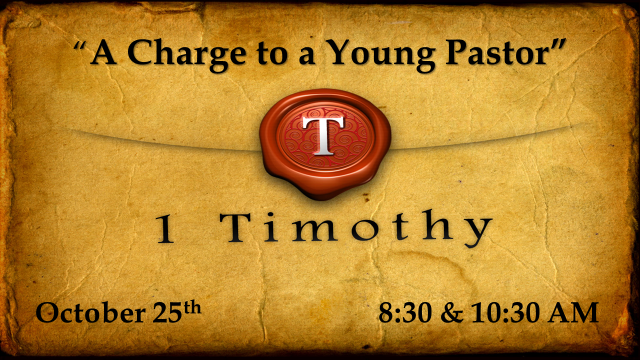 “A Charge to a Young Pastor”
T
1 Timothy
October 25th
8:30 & 10:30 AM